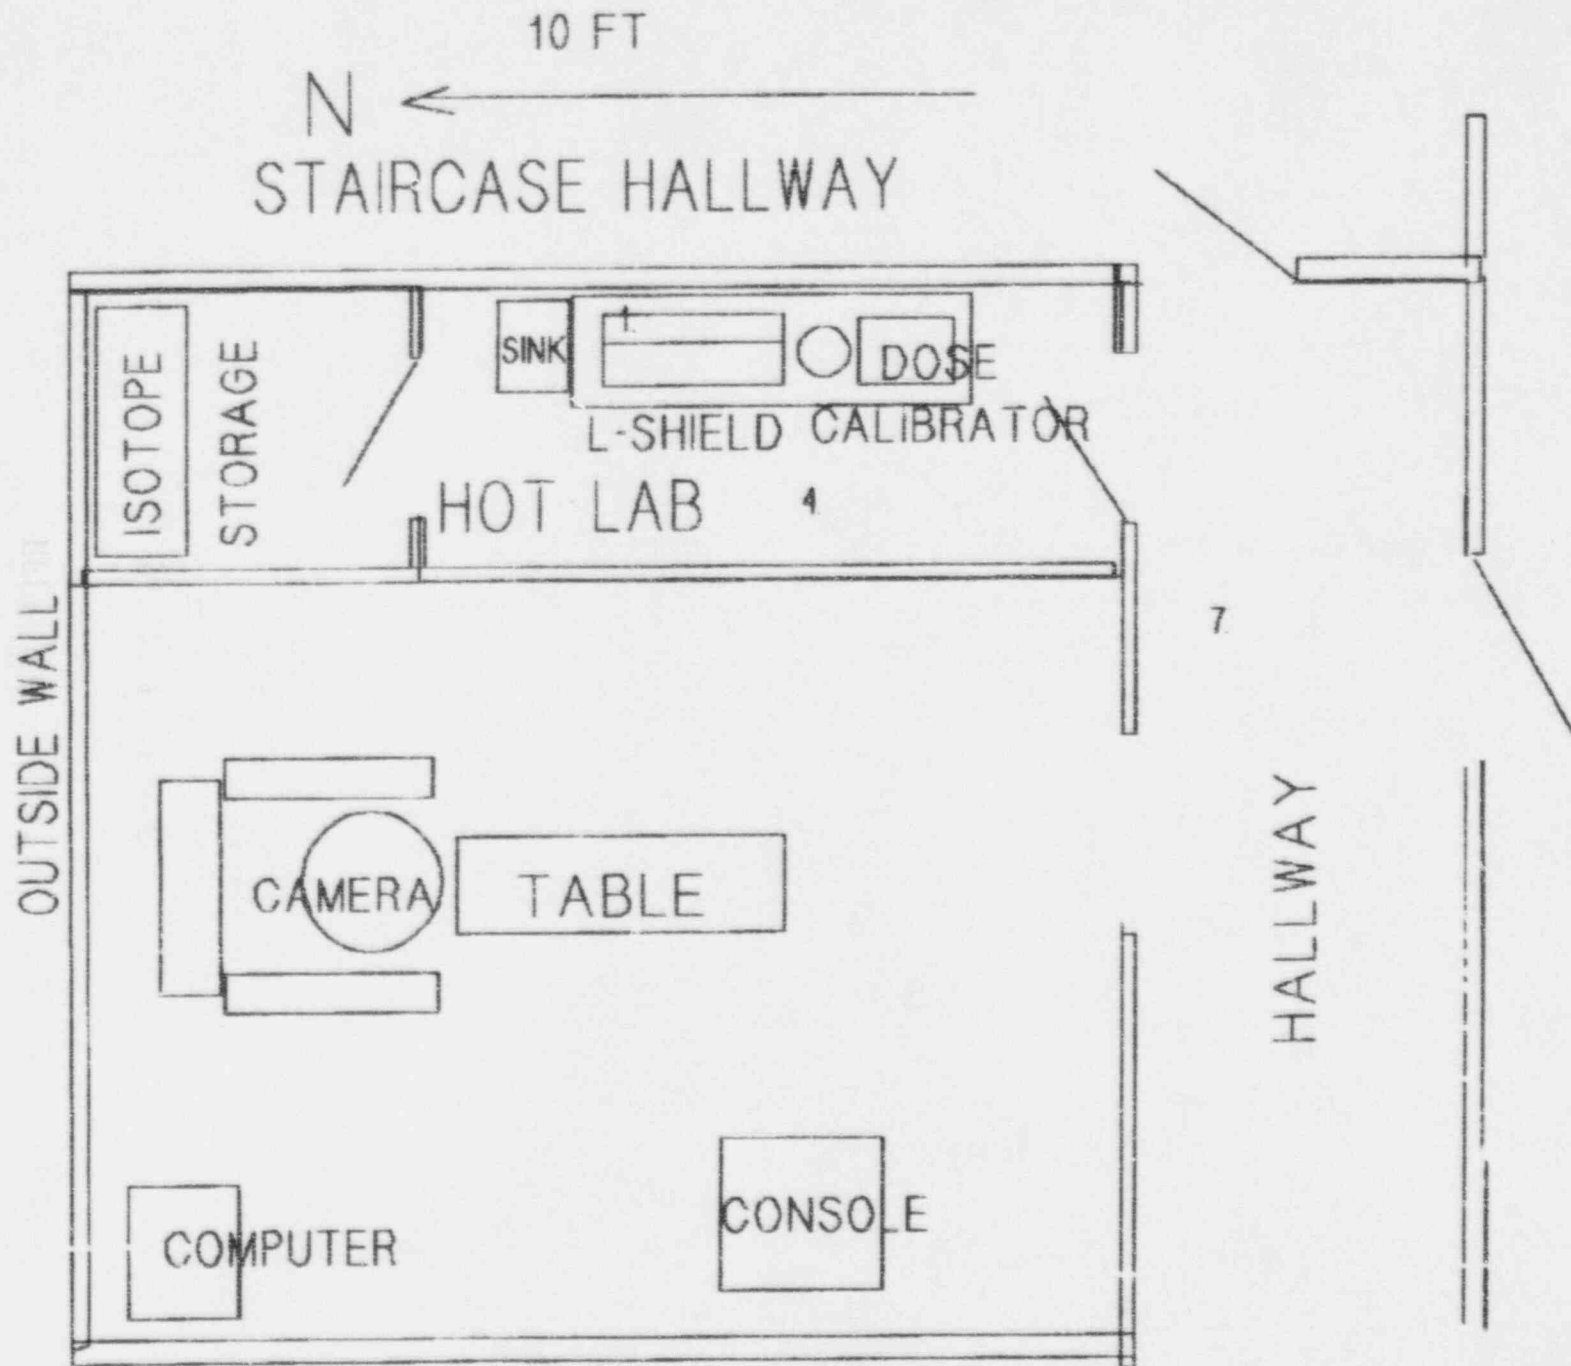 10 FT
N
STAIRCASE HALLWAY
ISOTOPE
STORAGE
SINK
DOSE
L-SHIELD CALIBRATOR
HOT LAB
4
7
OUTSIDE WALL
CAMERA
TABLE
HALLWAY
COMPUTER
CONSOLE